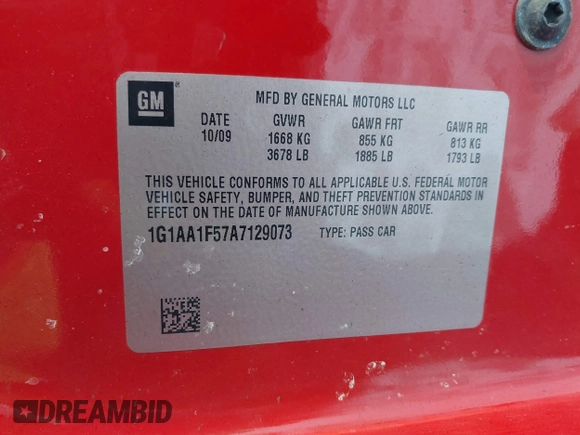 GM
MFD BY GENERAL MOTORS LLC
DATE GVWR GAWR FRT GAWR RR
10/09 1668 KG 855 KG 813 KG
3678 LB 1885 LB 1793 LB
THIS VEHICLE CONFORMS TO ALL APPLICABLE U.S. FEDERAL MOTOR
VEHICLE SAFETY, BUMPER, AND THEFT PREVENTION STANDARDS IN
EFFECT ON THE DATE OF MANUFACTURE SHOWN ABOVE.
1G1AA1F57A7129073 TYPE: PASS CAR
DREAMBID